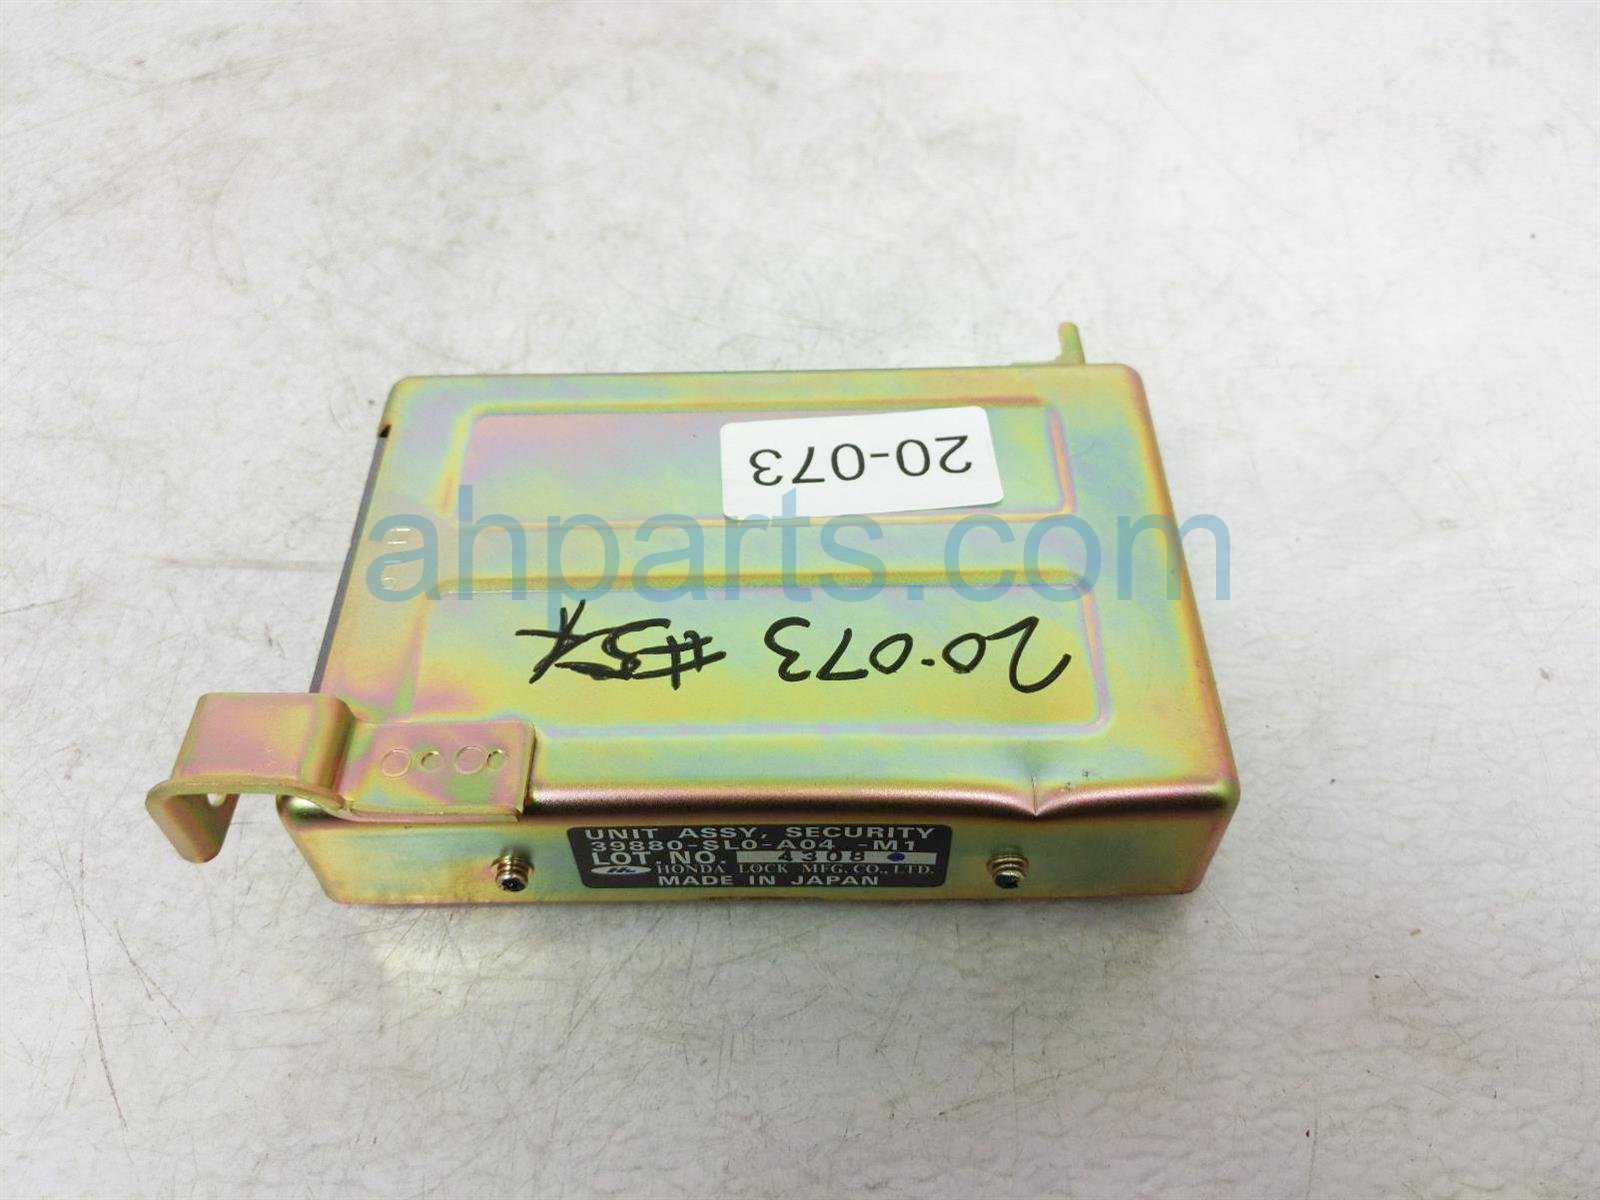 20-073
ahparts.com
20-073 #54
UNIT ASSY, SECURITY
39880-SL0-A04 -M1
LOT.NO. 4308
HONDA LOCK MFG. CO., LTD.
MADE IN JAPAN